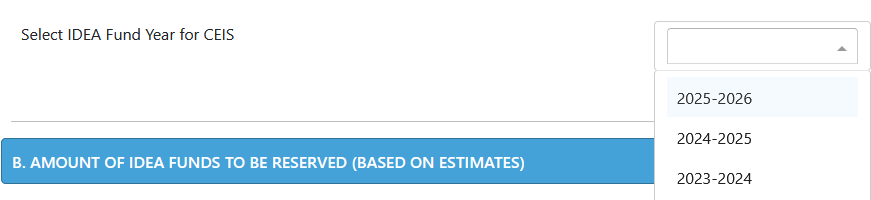 Select IDEA Fund Year for CEIS
2025-2026
2024-2025
B. AMOUNT OF IDEA FUNDS TO BE RESERVED (BASED ON ESTIMATES)
2023-2024